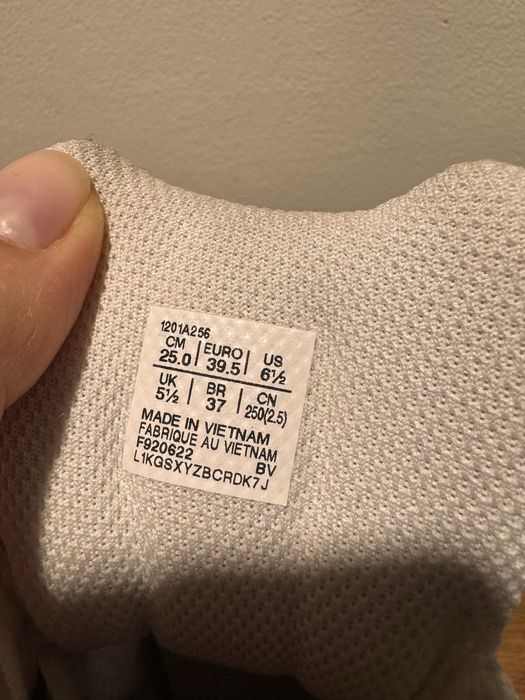 1201A256
CM 25.0 | EURO 39.5 | US 6½
UK 5½ | BR 37 | CN 250(2.5)
MADE IN VIETNAM
FABRIQUE AU VIETNAM
F920622 BV
L1KGSXYZBCRDK7J